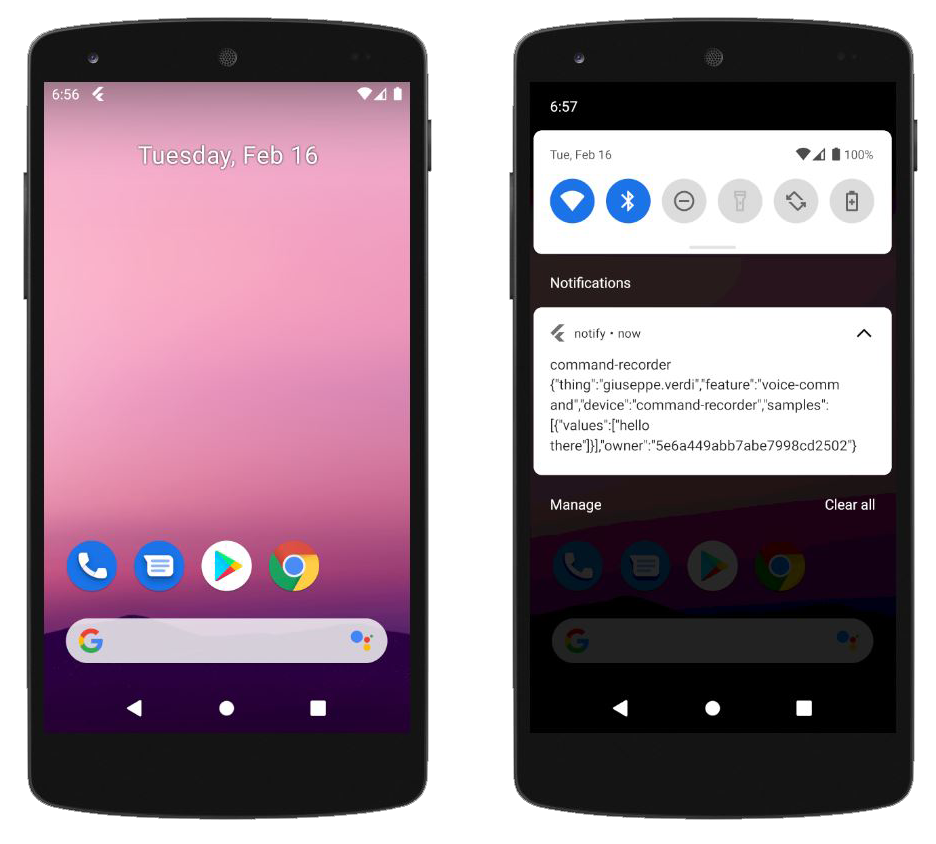 6:56
Tuesday, Feb 16
6:57
Tue, Feb 16
100%
Notifications
notify • now
command-recorder
{"thing":"giuseppe.verdi","feature":"voice-comm
and","device":"command-recorder","samples":
[{"values":["hello
there"]}],"owner":"5e6a449abb7abe7998cd2502"}
Manage
Clear all